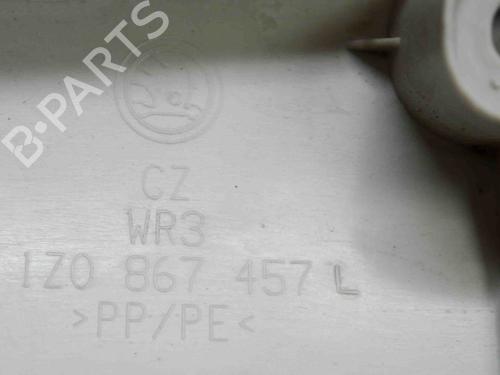 B-PARTS
CZ
WR3
1Z0 867 457 L
>PP/PE<